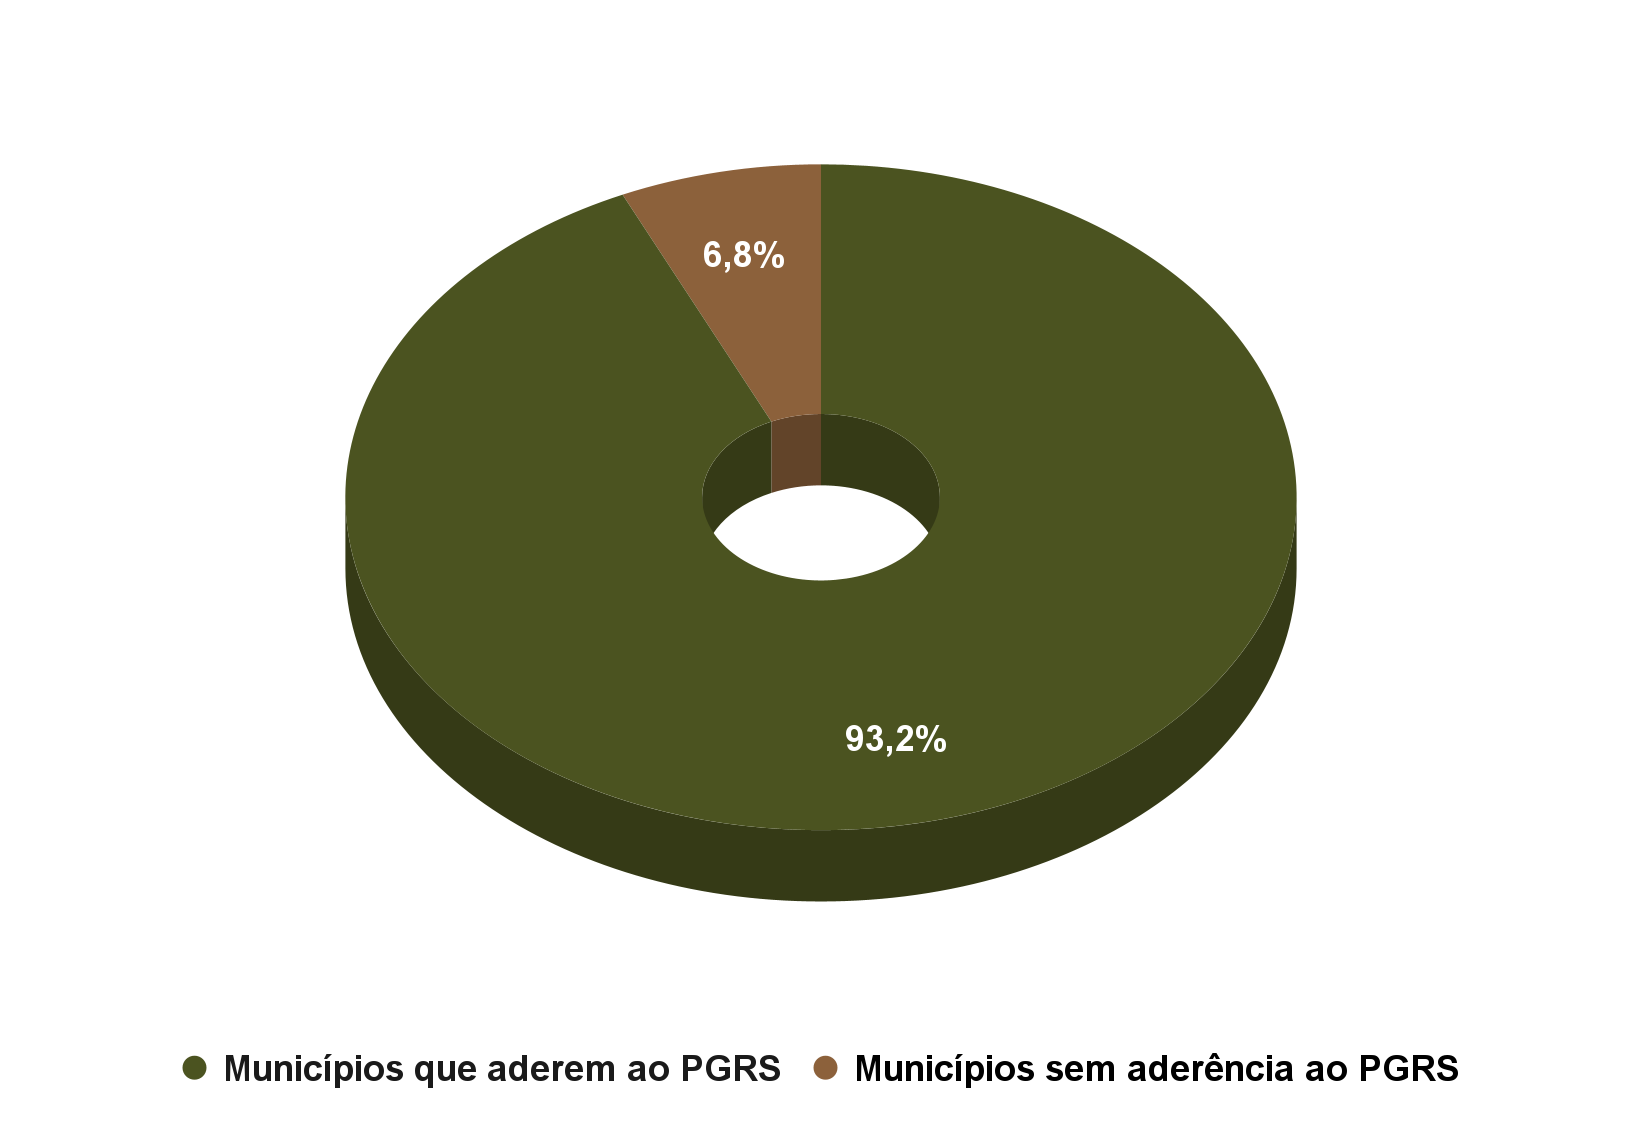 6,8%
93,2%
Municípios que aderem ao PGRS
Municípios sem aderência ao PGRS